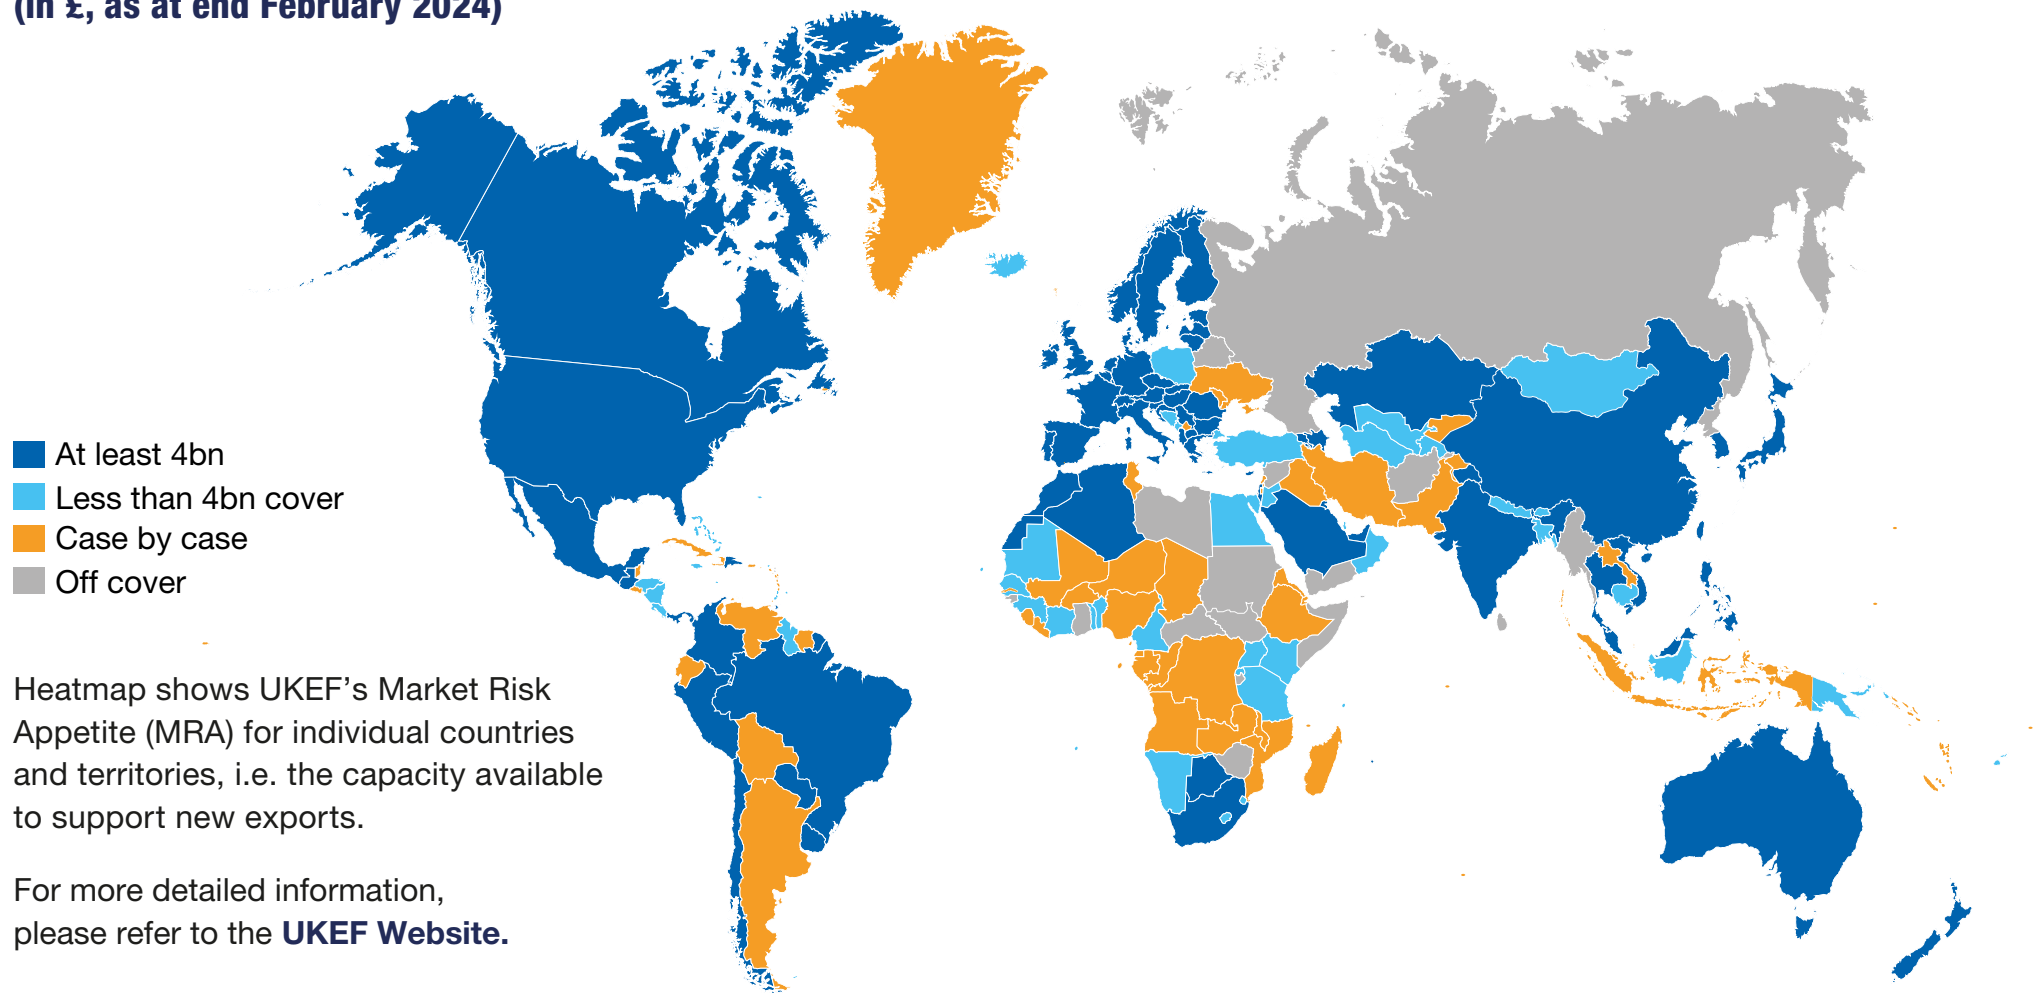 (in £, as at end February 2024)
At least 4bn
Less than 4bn cover
Case by case
Off cover
Heatmap shows UKEF’s Market Risk
Appetite (MRA) for individual countries
and territories, i.e. the capacity available
to support new exports.
For more detailed information,
please refer to the UKEF Website.